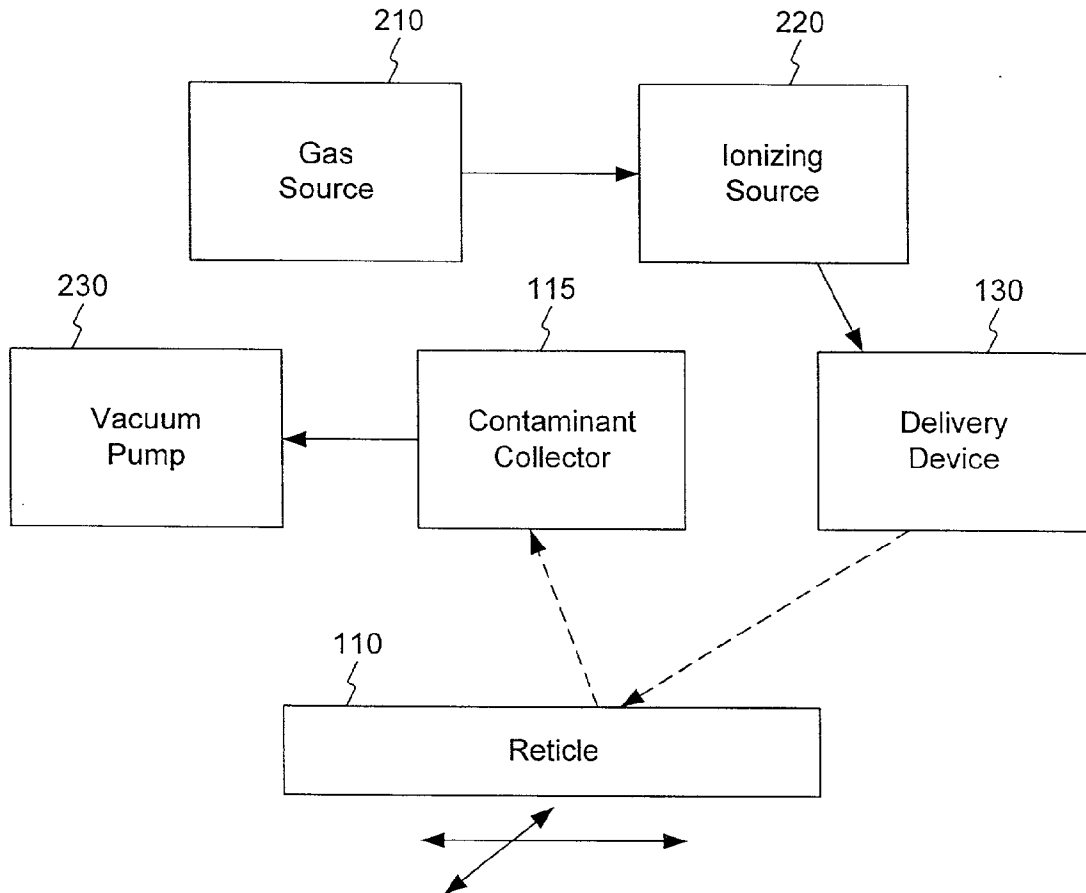 210
220
Gas
Source
Ionizing
Source
230
115
130
Vacuum
Pump
Contaminant
Collector
Delivery
Device
110
Reticle